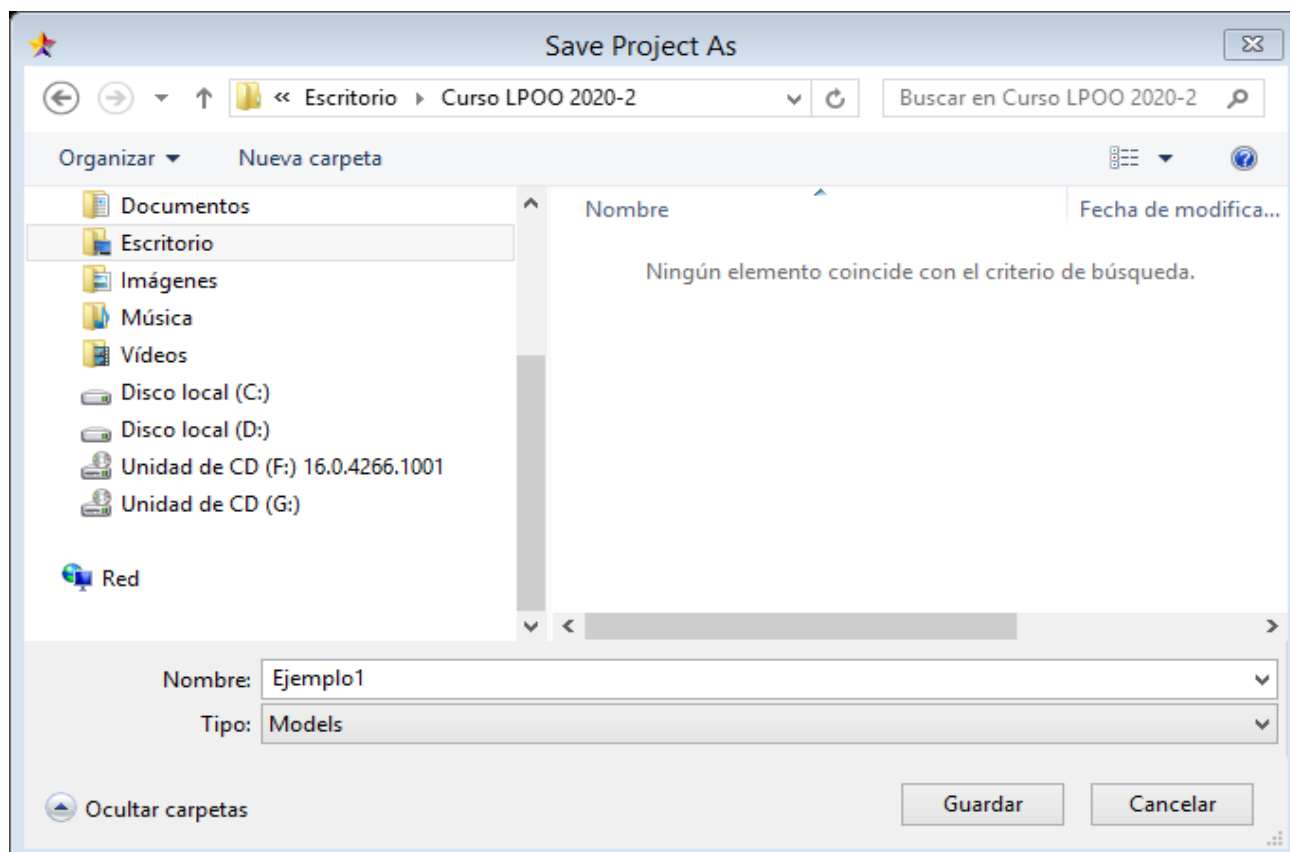 Save Project As
« Escritorio Curso LPOO 2020-2 Buscar en Curso LPOO 2020-2
Organizar Nueva carpeta
Documentos
Escritorio
Imágenes
Música
Vídeos
Disco local (C:)
Disco local (D:)
Unidad de CD (F:) 16.0.4266.1001
Unidad de CD (G:)
Red
Nombre Fecha de modifica...
Ningún elemento coincide con el criterio de búsqueda.
Nombre: Ejemplo1
Tipo: Models
Ocultar carpetas Guardar Cancelar